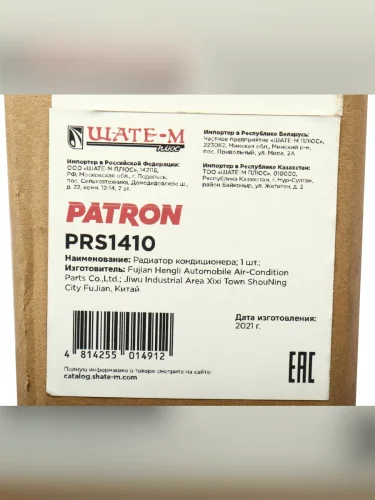 ШАТЕ-М
ПЛЮС
Импортер в Российской Федерации:
ООО «ШАТЕ-М ПЛЮС», 142116,
РФ, Московская обл., г. Подольск,
пос. Сельхозтехника, Домодедовское ш.,
д. 22, комн. 12-14, 2 эт.
Импортер в Республике Беларусь:
Частное предприятие «ШАТЕ-М ПЛЮС»,
223062, Минская обл., Минский р-н,
пос. Привольный, ул. Мира, 2А
Импортер в Республике Казахстан:
ТОО «ШАТЕ-М ПЛЮС», 010000,
Республика Казахстан, г. Нур-Султан,
район Байконыр, ул. Жетиген, д. 2
PATRON
PRS1410
Наименование: Радиатор кондиционера; 1 шт.;
Изготовитель: Fujian Hengli Automobile Air-Condition
Parts Co.,Ltd.; Jiwu Industrial Area Xixi Town ShouNing
City FuJian, Китай
Дата изготовления:
2021 г.
4 814255 014912
Полную информацию о товаре смотрите на сайте
catalog.shate-m.com
EAC